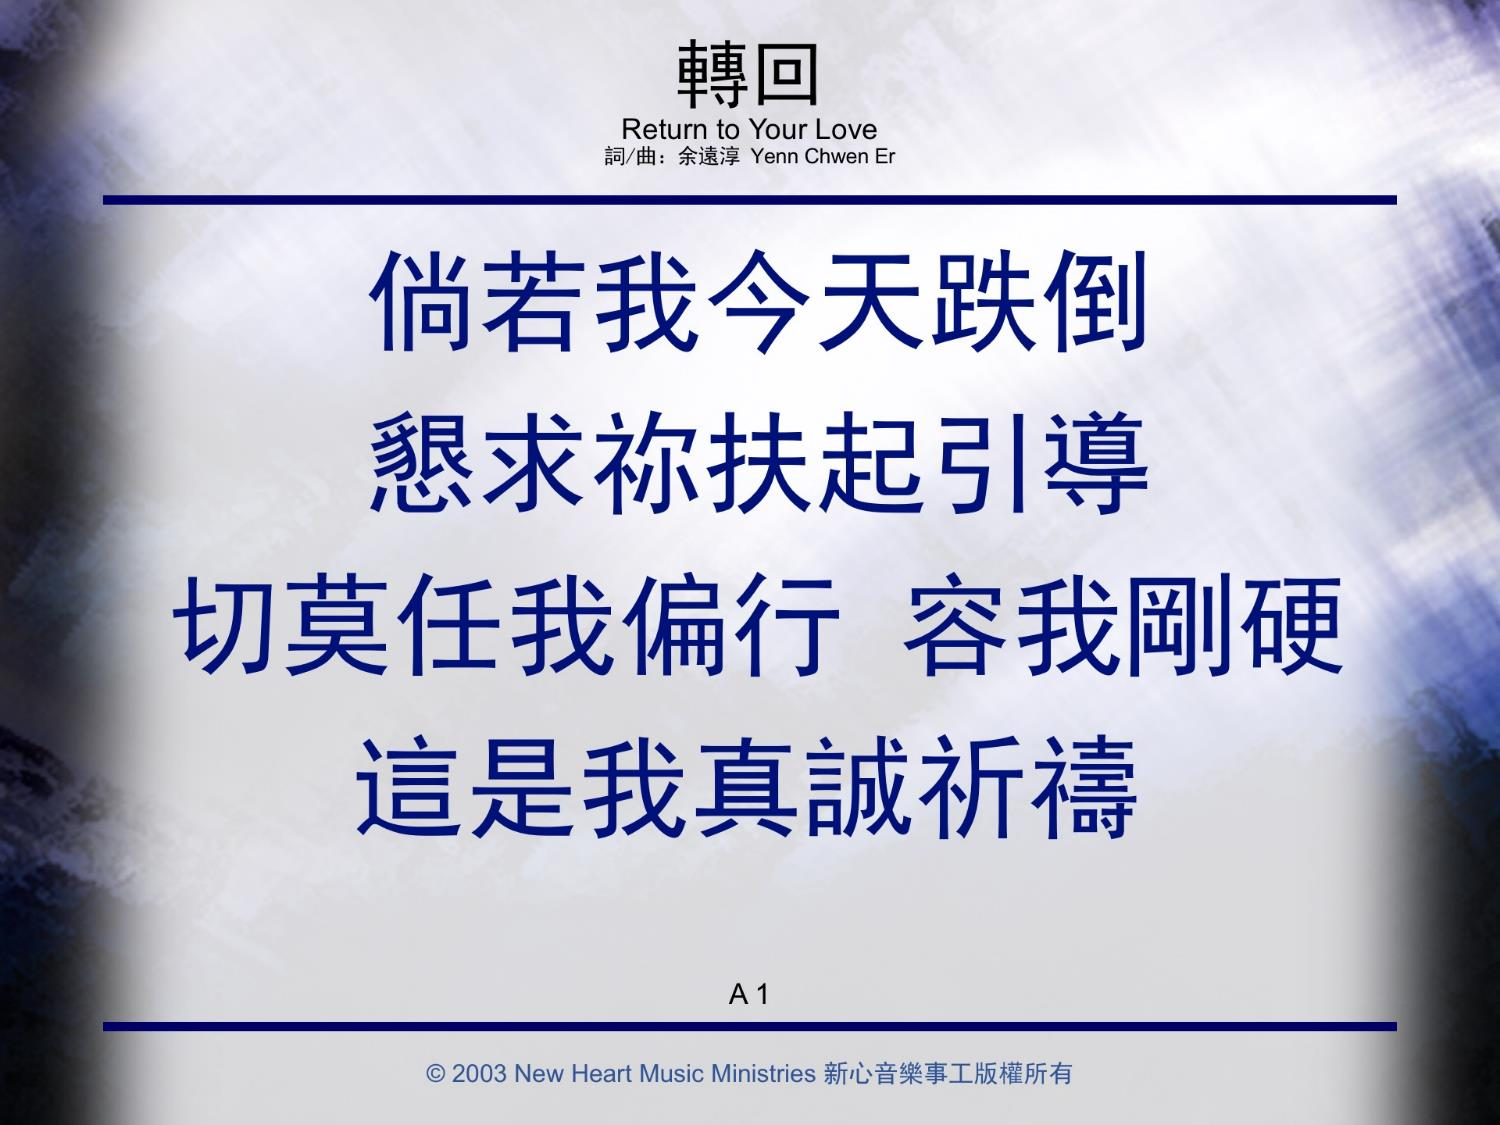 轉回
Return to Your Love
詞/曲：余遠淳 Yenn Chwen Er
倘若我今天跌倒
懇求祢扶起引導
切莫任我偏行 容我剛硬
這是我真誠祈禱
A 1
© 2003 New Heart Music Ministries 新心音樂事工版權所有